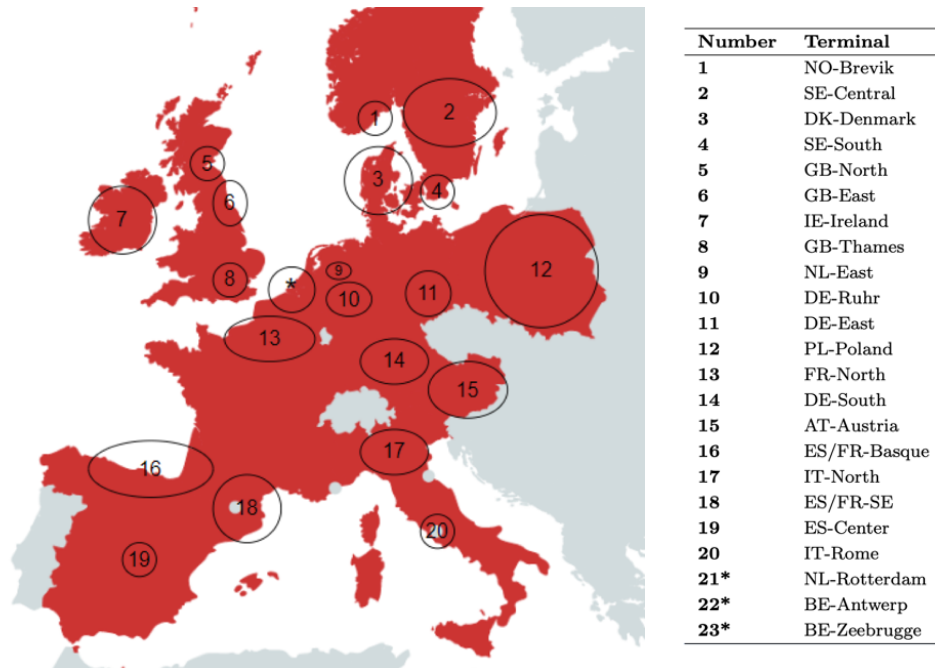 1
2
3
4
5
6
7
8
9
*
10
11
12
13
14
15
16
17
18
19
20
Number Terminal
1 NO-Brevik
2 SE-Central
3 DK-Denmark
4 SE-South
5 GB-North
6 GB-East
7 IE-Ireland
8 GB-Thames
9 NL-East
10 DE-Ruhr
11 DE-East
12 PL-Poland
13 FR-North
14 DE-South
15 AT-Austria
16 ES/FR-Basque
17 IT-North
18 ES/FR-SE
19 ES-Center
20 IT-Rome
21* NL-Rotterdam
22* BE-Antwerp
23* BE-Zeebrugge